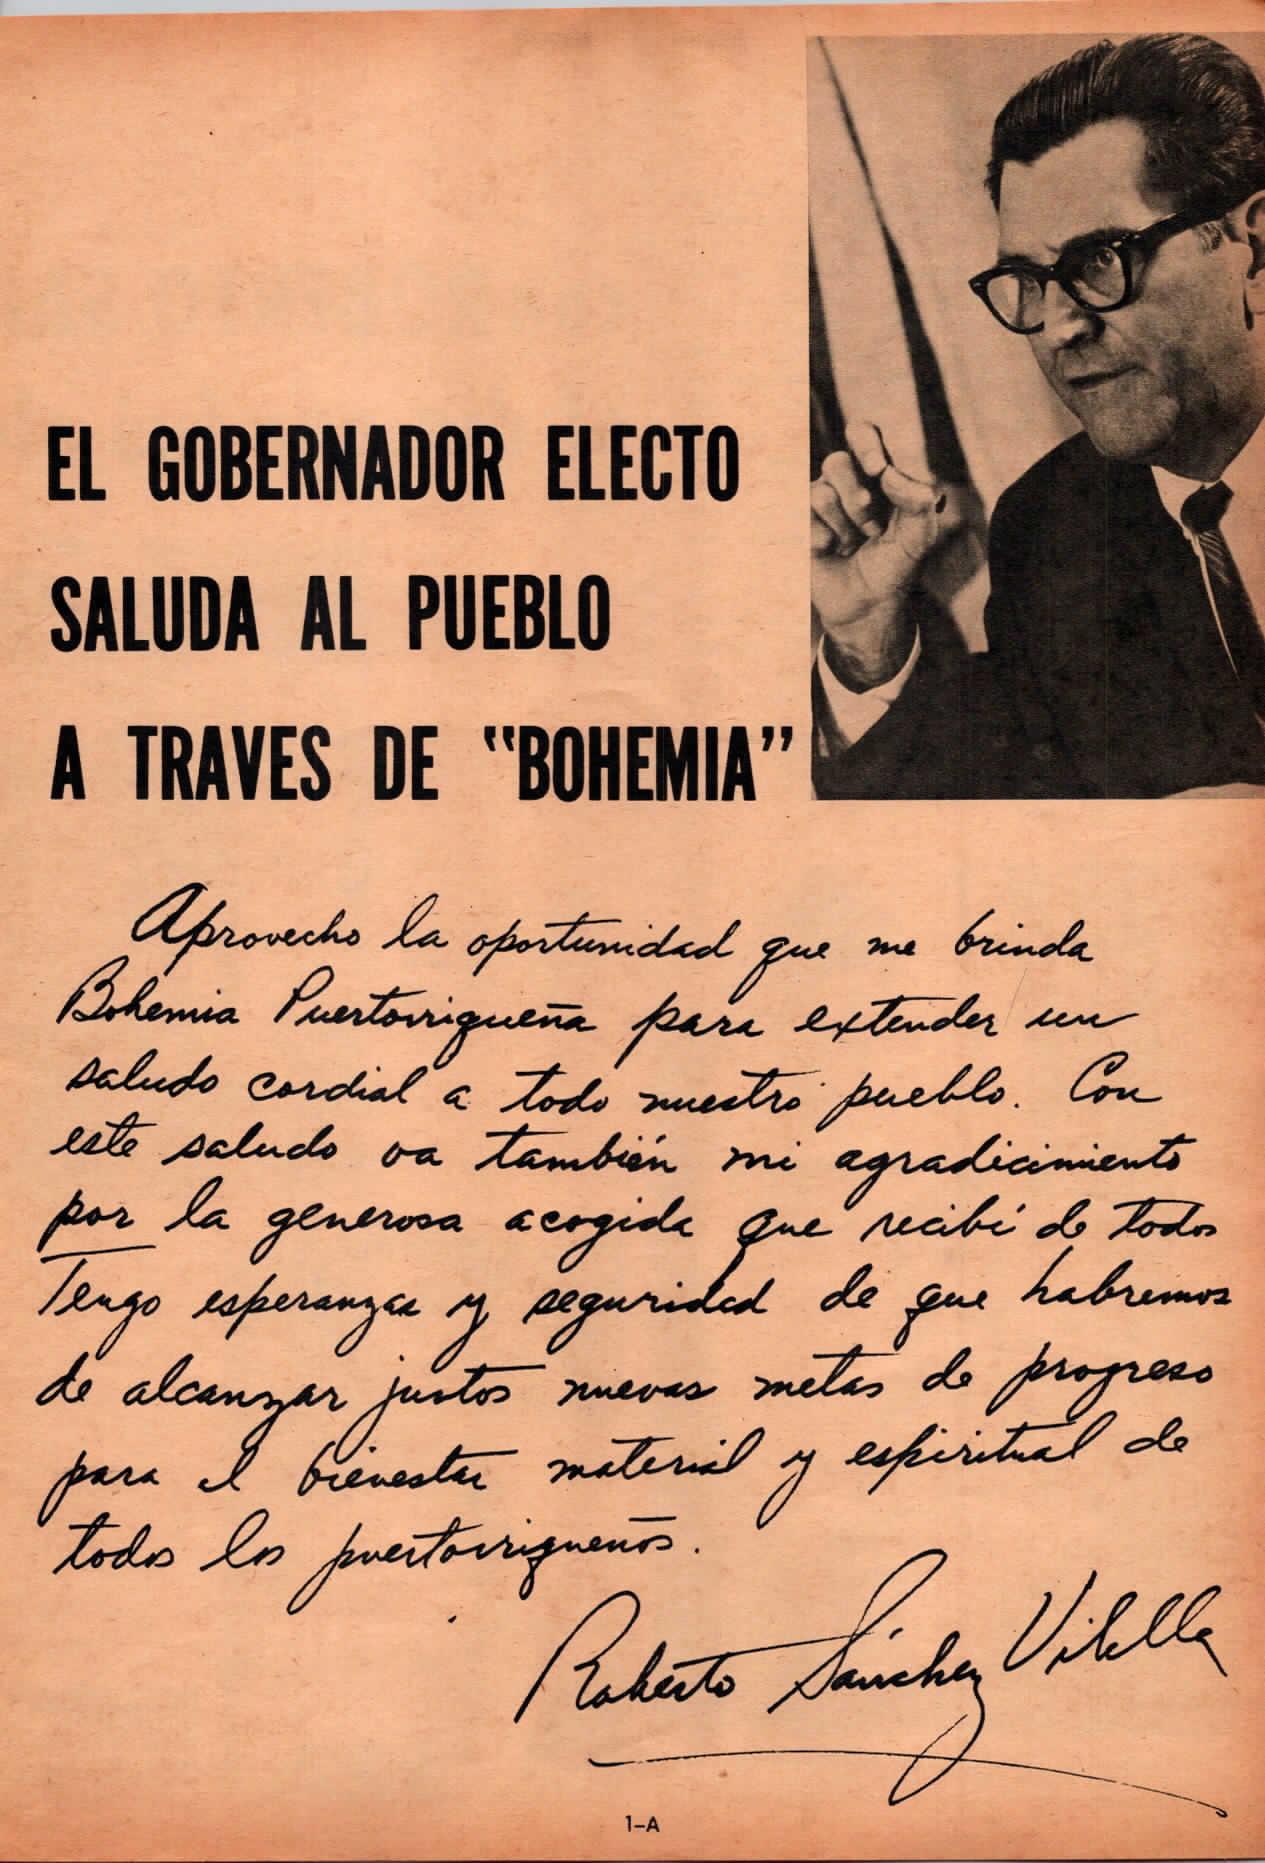 EL GOBERNADOR ELECTO
SALUDA AL PUEBLO
A TRAVES DE "BOHEMIA"
Aprovecho la oportunidad que me brinda
Bohemia Puertorriqueña para extender un
saludo cordial a todo nuestro pueblo. Con
este saludo va también mi agradicimiento
por la generosa acogida que recibí de todos
Tengo esperanzas y seguridad de que habremos
de alcanzar juntos nuevas metas de progreso
para el bienestar material y espiritual de
todos los puertorriqueños.
Roberto Sánchez Vilella
1-A